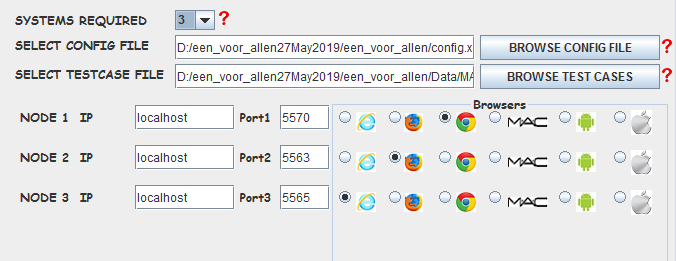 SYSTEMS REQUIRED 3 ?
SELECT CONFIG FILE D:/een_voor_allen27May2019/een_voor_allen/config.x BROWSE CONFIG FILE ?
SELECT TESTCASE FILE D:/een_voor_allen27May2019/een_voor_allen/Data/MA BROWSE TEST CASES ?
Browsers
NODE 1 IP localhost Port1 5570 MAC
NODE 2 IP localhost Port2 5563 MAC
NODE 3 IP localhost Port3 5565 MAC